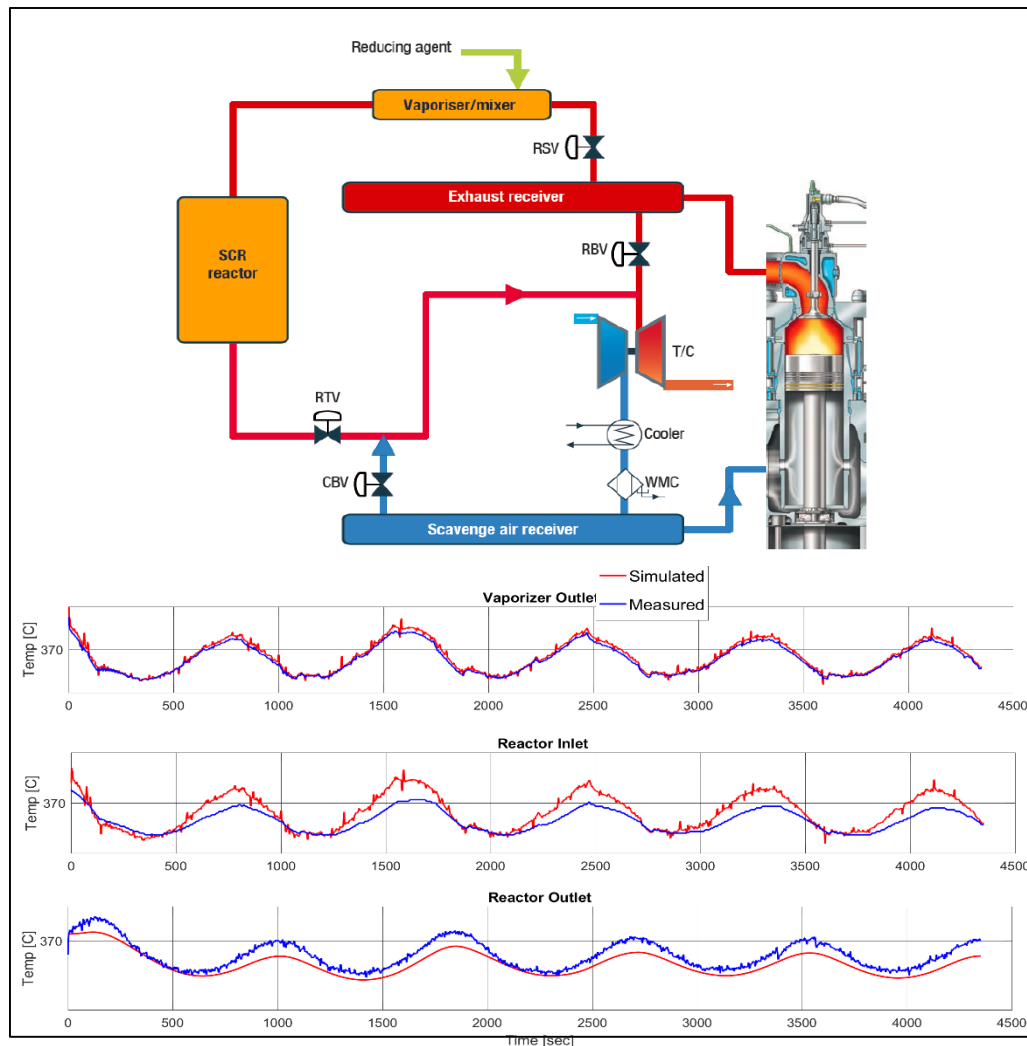 Reducing agent
Vaporiser/mixer
RSV
Exhaust receiver
SCR
reactor
RBV
T/C
RTV
Cooler
CBV
WMC
Scavenge air receiver
Simulated
Vaporizer Outlet
Measured
Temp [C]
370
0 500 1000 1500 2000 2500 3000 3500 4000 4500
Reactor Inlet
Temp [C]
370
0 500 1000 1500 2000 2500 3000 3500 4000 4500
Reactor Outlet
Temp [C]
370
0 500 1000 1500 2000 2500 3000 3500 4000 4500
Time [sec]